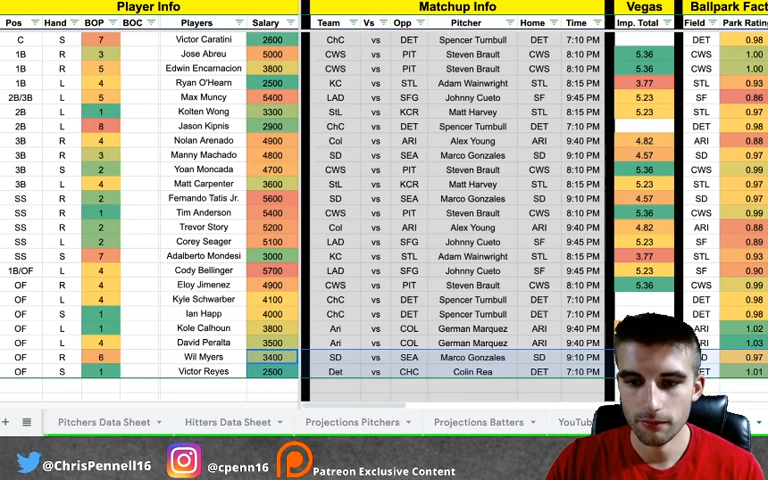 Player Info Matchup Info Vegas Ballpark Fact
Pos Hand BOP BOC Players Salary Team Vs Opp Pitcher Home Time Imp. Total Field Park Rating
C S 7 Victor Caratini 2600 ChC vs DET Spencer Turnbull DET 7:10 PM DET 0.98
1B R 3 Jose Abreu 5000 CWS vs PIT Steven Brault CWS 8:10 PM 5.36 CWS 1.00
1B R 5 Edwin Encarnacion 3800 CWS vs PIT Steven Brault CWS 8:10 PM 5.36 CWS 1.00
1B L 4 Ryan O'Hearn 2500 KC vs STL Adam Wainwright STL 8:15 PM 3.77 STL 0.93
2B/3B L 5 Max Muncy 5400 LAD vs SFG Johnny Cueto SF 9:45 PM 5.23 SF 0.86
2B L 1 Kolten Wong 3300 StL vs KCR Matt Harvey STL 8:15 PM 5.23 STL 0.97
2B L 8 Jason Kipnis 2900 ChC vs DET Spencer Turnbull DET 7:10 PM DET 0.98
3B R 4 Nolan Arenado 4900 Col vs ARI Alex Young ARI 9:40 PM 4.82 ARI 0.88
3B R 3 Manny Machado 4800 SD vs SEA Marco Gonzales SD 9:10 PM 4.57 SD 0.97
3B S 2 Yoan Moncada 4700 CWS vs PIT Steven Brault CWS 8:10 PM 5.36 CWS 0.97
3B L 4 Matt Carpenter 3600 StL vs KCR Matt Harvey STL 8:15 PM 5.23 STL 0.97
SS R 2 Fernando Tatis Jr. 5600 SD vs SEA Marco Gonzales SD 9:10 PM 4.57 SD 0.97
SS R 1 Tim Anderson 5400 CWS vs PIT Steven Brault CWS 8:10 PM 5.36 CWS 0.99
SS R 2 Trevor Story 5200 Col vs ARI Alex Young ARI 9:40 PM 4.82 ARI 0.88
SS L 2 Corey Seager 5100 LAD vs SFG Johnny Cueto SF 9:45 PM 5.23 SF 0.89
SS S 7 Adalberto Mondesi 3000 KC vs STL Adam Wainwright STL 8:15 PM 3.77 STL 0.97
1B/OF L 4 Cody Bellinger 5700 LAD vs SFG Johnny Cueto SF 9:45 PM 5.23 SF 0.90
OF R 4 Eloy Jimenez 4900 CWS vs PIT Steven Brault CWS 8:10 PM 5.36 CWS 0.99
OF L 4 Kyle Schwarber 4100 ChC vs DET Spencer Turnbull DET 7:10 PM DET 0.98
OF S 1 Ian Happ 4000 ChC vs DET Spencer Turnbull DET 7:10 PM DET 0.98
OF L 1 Kole Calhoun 3800 Ari vs COL German Marquez ARI 9:40 PM ARI 1.02
OF L 4 David Peralta 3500 Ari vs COL German Marquez ARI 9:40 PM ARI 1.03
OF R 6 Wil Myers 3400 SD vs SEA Marco Gonzales SD 9:10 PM 0.97
OF S 1 Victor Reyes 2500 Det vs CHC Colin Rea DET 7:10 PM 1.01
Pitchers Data Sheet Hitters Data Sheet Projections Pitchers Projections Batters
@ChrisPennell16 @cpenn16 Patreon Exclusive Content